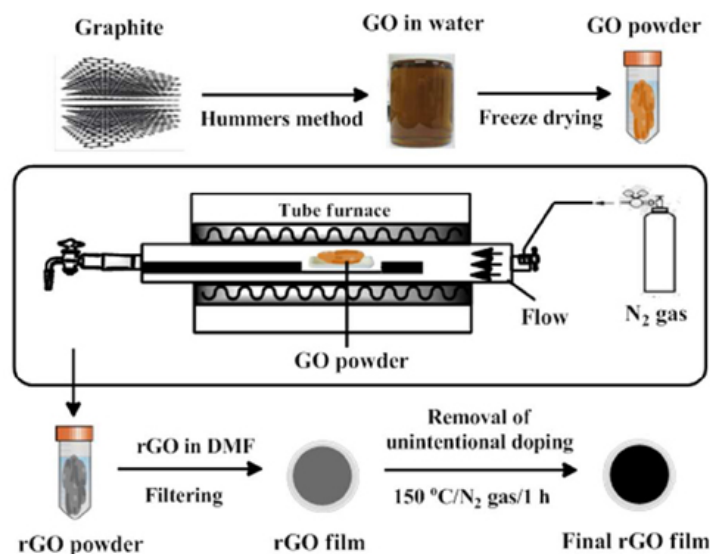 Graphite
GO in water
GO powder
Hummers method
Freeze drying
Tube furnace
Flow
N₂ gas
GO powder
Removal of
rGO in DMF
unintentional doping
Filtering
150 ⁰C/N₂ gas/1 h
rGO powder
rGO film
Final rGO film